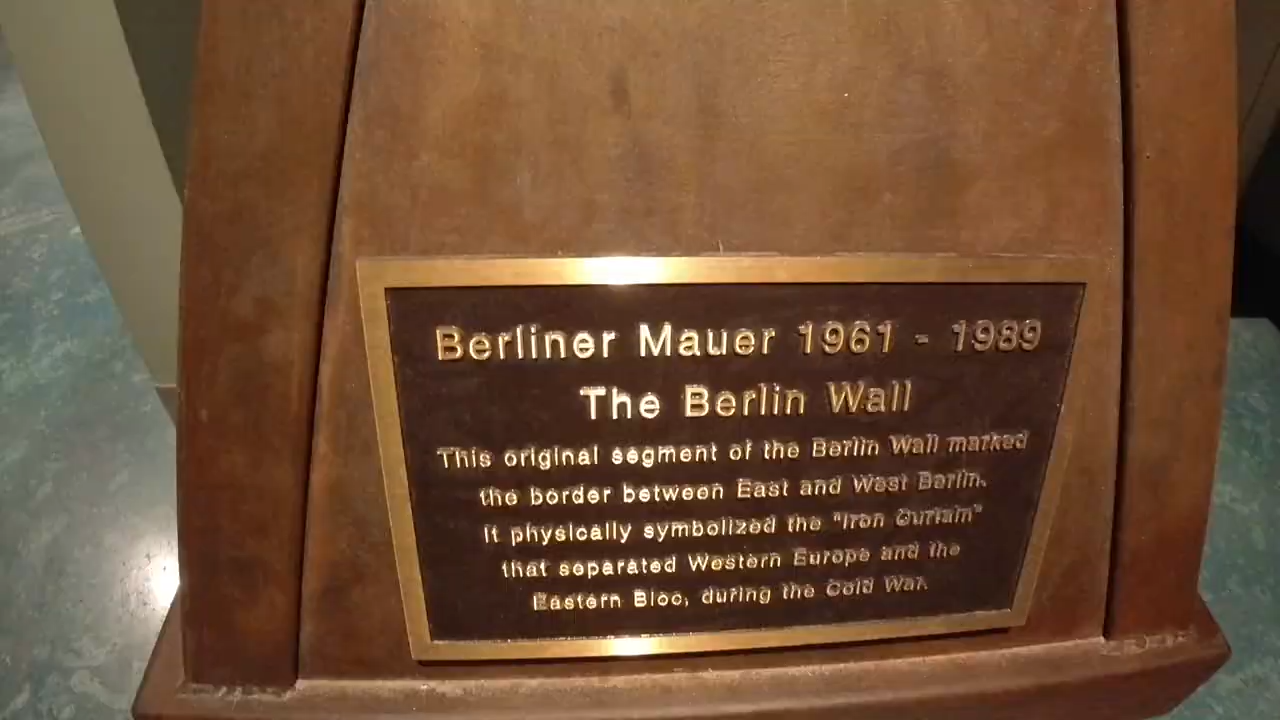 Berliner Mauer 1961 - 1989
The Berlin Wall
This original segment of the Berlin Wall marked
the border between East and West Berlin.
It physically symbolized the "Iron Curtain"
that separated Western Europe and the
Eastern Bloc, during the Cold War.